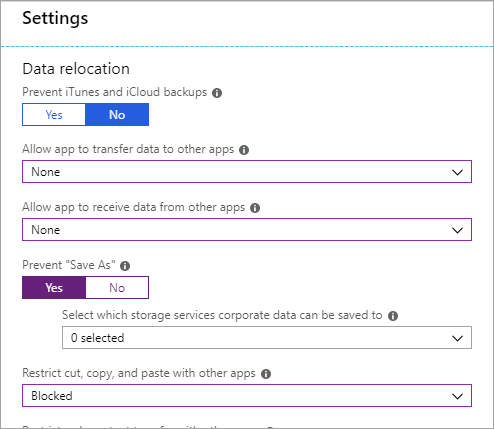 Settings
Data relocation
Prevent iTunes and iCloud backups
Yes No
Allow app to transfer data to other apps
None
Allow app to receive data from other apps
None
Prevent "Save As"
Yes No
Select which storage services corporate data can be saved to
0 selected
Restrict cut, copy, and paste with other apps
Blocked